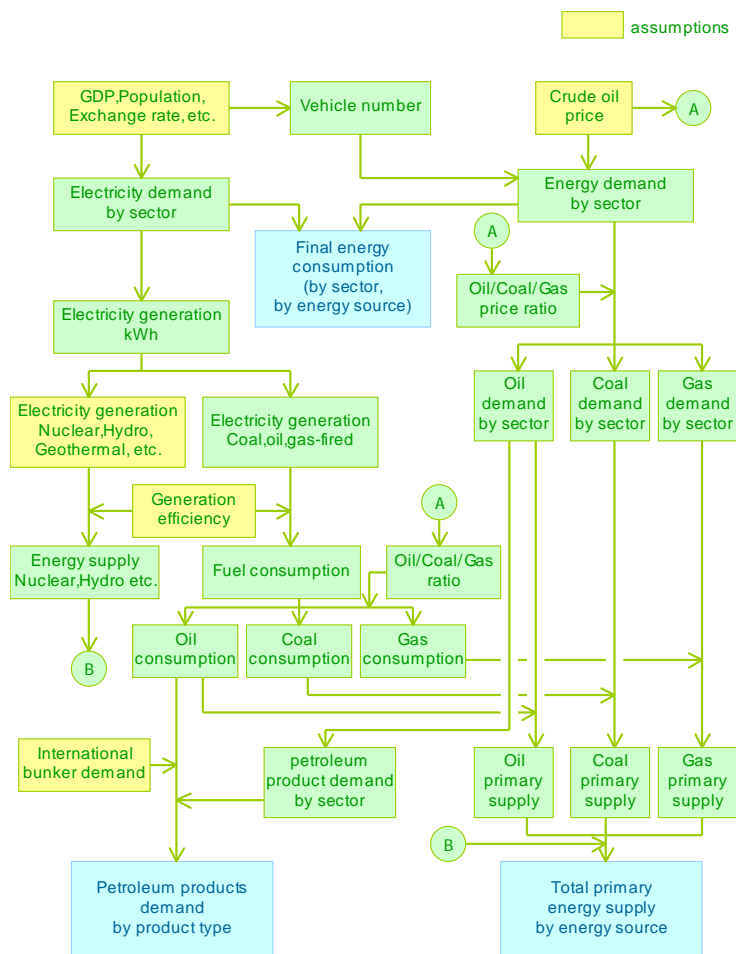 assumptions
GDP,Population,
Exchange rate, etc.
Vehicle number
Crude oil
price
A
Electricity demand
by sector
Energy demand
by sector
Final energy
consumption
(by sector,
by energy source)
A
Oil/Coal/Gas
price ratio
Electricity generation
kWh
Electricity generation
Nuclear,Hydro,
Geothermal, etc.
Electricity generation
Coal,oil,gas-fired
Oil
demand
by sector
Coal demand
by sector
Gas demand
by sector
Generation
efficiency
A
Energy supply
Nuclear,Hydro etc.
Fuel consumption
Oil/Coal/Gas
ratio
B
Oil
consumption
Coal
consumption
Gas
consumption
International
bunker demand
petroleum
product demand
by sector
Oil
primary
supply
Coal
primary
supply
Gas
primary
supply
B
Petroleum products
demand
by product type
Total primary
energy supply
by energy source